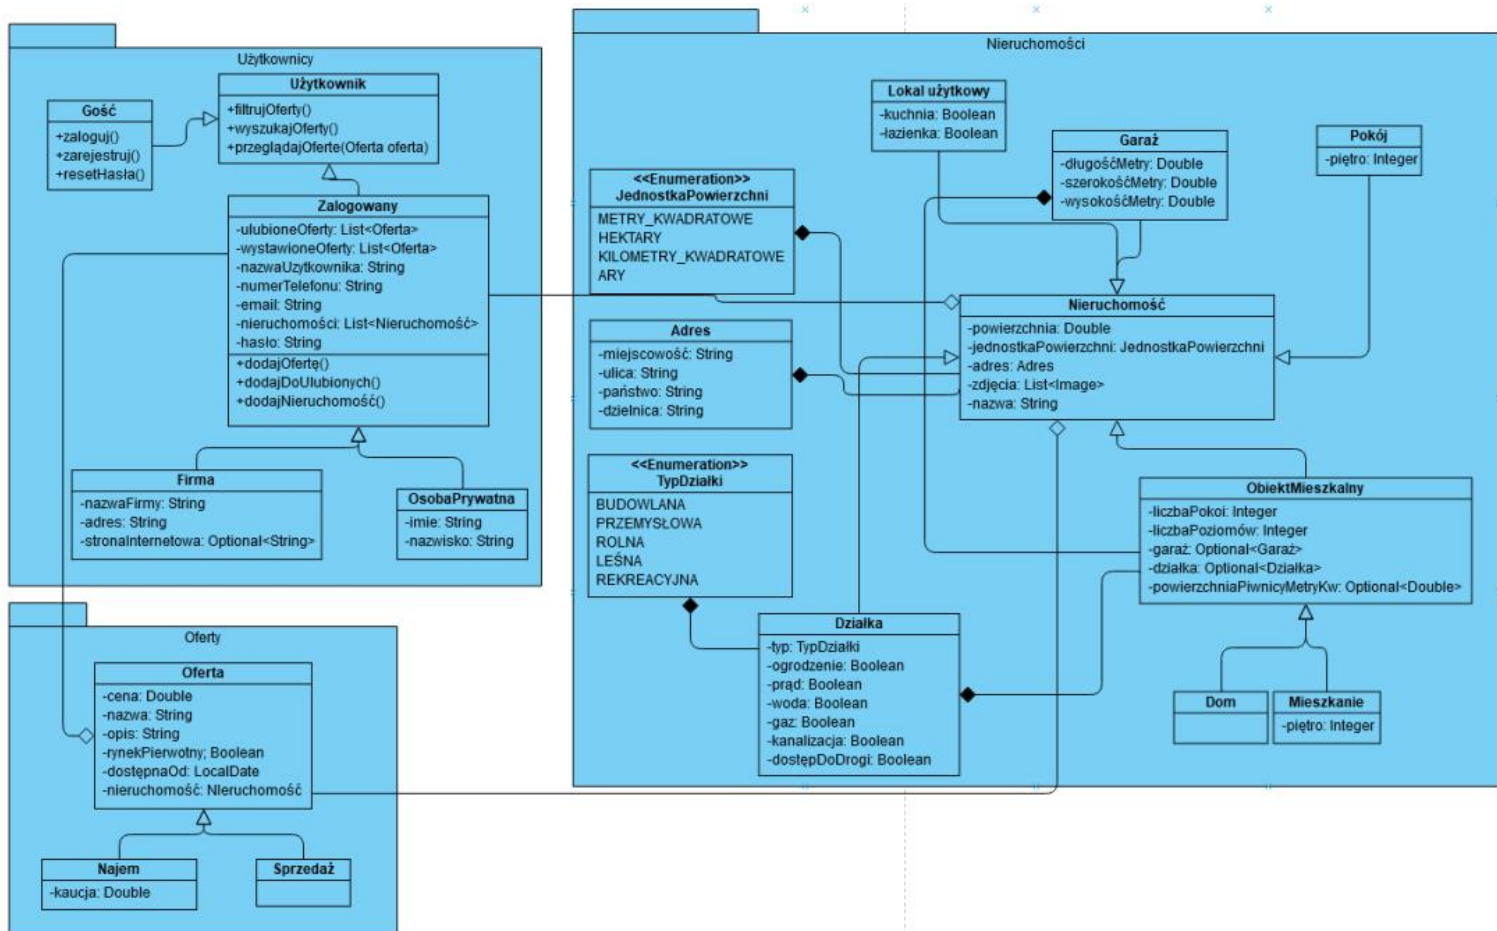 Użytkownicy
Użytkownik
+filtrujOferty()
+wyszukajOferty()
+przeglądajOferte(Oferta oferta)
Gość
+zaloguj()
+zarejestruj()
+resetHasła()
Zalogowany
-ulubioneOferty: List<Oferta>
-wystawioneOferty: List<Oferta>
-nazwaUzytkownika: String
-numerTelefonu: String
-email: String
-nieruchomości: List<Nieruchomość>
-hasło: String
+dodajOfertę()
+dodajDoUlubionych()
+dodajNieruchomość()
Firma
-nazwaFirmy: String
-adres: String
-stronaInternetowa: Optional<String>
OsobaPrywatna
-imie: String
-nazwisko: String
Oferty
Oferta
-cena: Double
-nazwa: String
-opis: String
-rynekPierwotny; Boolean
-dostępnaOd: LocalDate
-nieruchomość: NIeruchomość
Najem
-kaucja: Double
Sprzedaż
Nieruchomości
Lokal użytkowy
-kuchnia: Boolean
-łazienka: Boolean
Garaż
-długośćMetry: Double
-szerokośćMetry: Double
-wysokośćMetry: Double
Pokój
-piętro: Integer
<<Enumeration>>
JednostkaPowierzchni
METRY_KWADRATOWE
HEKTARY
KILOMETRY_KWADRATOWE
ARY
Adres
-miejscowość: String
-ulica: String
-państwo: String
-dzielnica: String
Nieruchomość
-powierzchnia: Double
-jednostkaPowierzchni: JednostkaPowierzchni
-adres: Adres
-zdjęcia: List<Image>
-nazwa: String
<<Enumeration>>
TypDziałki
BUDOWLANA
PRZEMYSŁOWA
ROLNA
LEŚNA
REKREACYJNA
ObiektMieszkalny
-liczbaPokoi: Integer
-liczbaPoziomów: Integer
-garaż: Optional<Garaż>
-działka: Optional<Działka>
-powierzchniaPiwnicyMetryKw: Optional<Double>
Działka
-typ: TypDziałki
-ogrodzenie: Boolean
-prąd: Boolean
-woda: Boolean
-gaz: Boolean
-kanalizacja: Boolean
-dostępDoDrogi: Boolean
Dom
Mieszkanie
-piętro: Integer